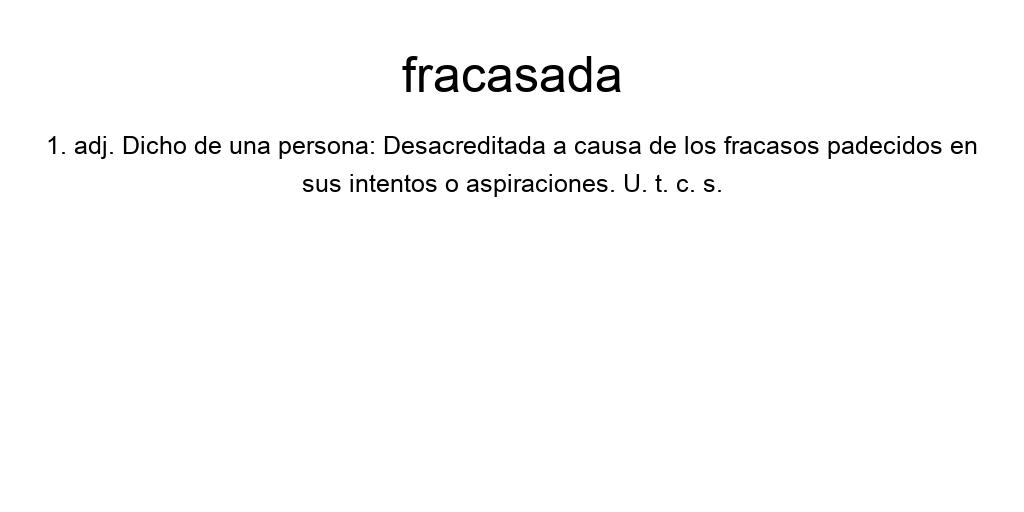 fracasada
1. adj. Dicho de una persona: Desacreditada a causa de los fracasos padecidos en
sus intentos o aspiraciones. U. t. c. s.